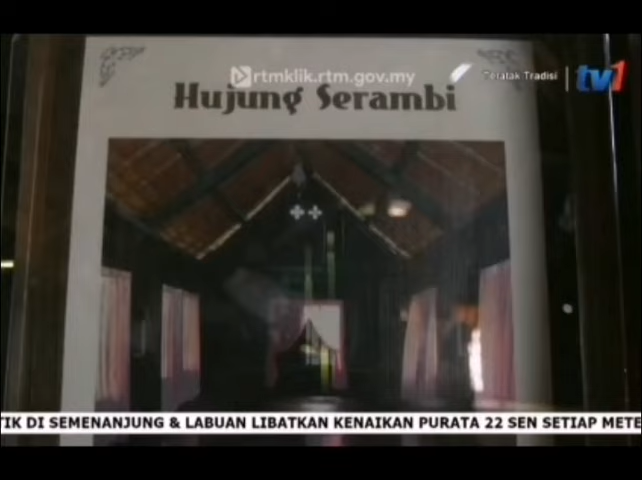 rtmklik.rtm.gov.my
Teratak Tradisi
tv1
Hujung Serambi
TIK DI SEMENANJUNG & LABUAN LIBATKAN KENAIKAN PURATA 22 SEN SETIAP METE